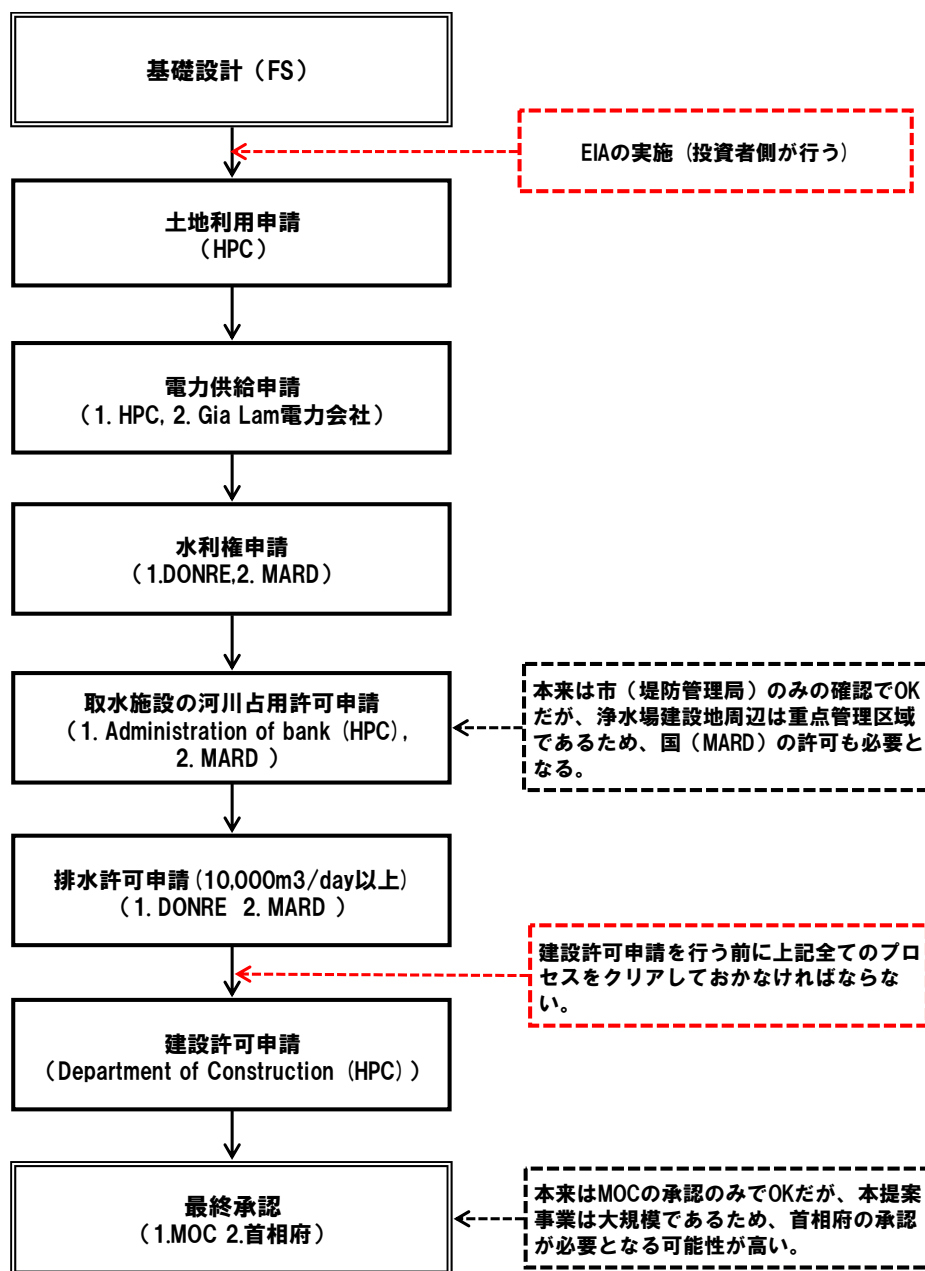 基礎設計（FS）
EIAの実施（投資者側が行う）
土地利用申請
（HPC）
電力供給申請
（1. HPC, 2. Gia Lam電力会社）
水利権申請
（1.DONRE,2. MARD）
取水施設の河川占用許可申請
（1. Administration of bank (HPC),
2. MARD ）
本来は市（堤防管理局）のみの確認でOK
だが、浄水場建設地周辺は重点管理区域
であるため、国（MARD）の許可も必要と
なる。
排水許可申請(10,000m3/day以上)
（1. DONRE 2. MARD ）
建設許可申請を行う前に上記全てのプロ
セスをクリアしておかなければならな
い。
建設許可申請
（Department of Construction (HPC)）
最終承認
（1.MOC 2.首相府）
本来はMOCの承認のみでOKだが、本提案
事業は大規模であるため、首相府の承認
が必要となる可能性が高い。